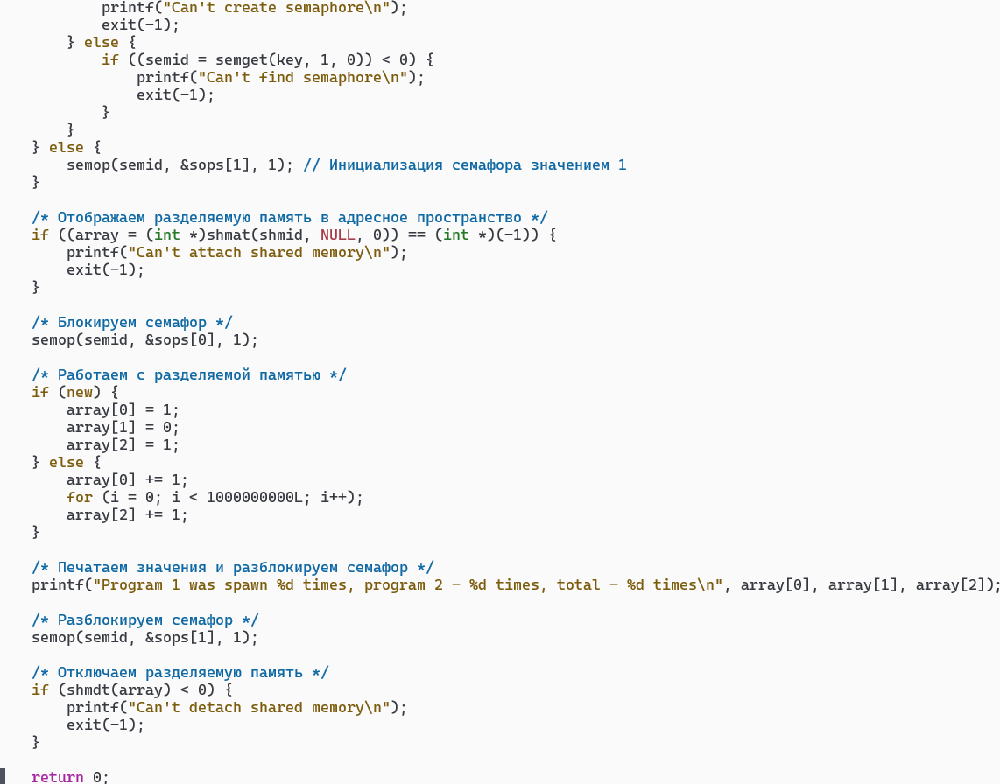 printf("Can't create semaphore\n");
exit(-1);
} else {
if ((semid = semget(key, 1, 0)) < 0) {
printf("Can't find semaphore\n");
exit(-1);
}
}
} else {
semop(semid, &sops[1], 1); // Инициализация семафора значением 1
}
/* Отображаем разделяемую память в адресное пространство */
if ((array = (int *)shmat(shmid, NULL, 0)) == (int *)(-1)) {
printf("Can't attach shared memory\n");
exit(-1);
}
/* Блокируем семафор */
semop(semid, &sops[0], 1);
/* Работаем с разделяемой памятью */
if (new) {
array[0] = 1;
array[1] = 0;
array[2] = 1;
} else {
array[0] += 1;
for (i = 0; i < 1000000000L; i++);
array[2] += 1;
}
/* Печатаем значения и разблокируем семафор */
printf("Program 1 was spawn %d times, program 2 - %d times, total - %d times\n", array[0], array[1], array[2]);
/* Разблокируем семафор */
semop(semid, &sops[1], 1);
/* Отключаем разделяемую память */
if (shmdt(array) < 0) {
printf("Can't detach shared memory\n");
exit(-1);
}
return 0;